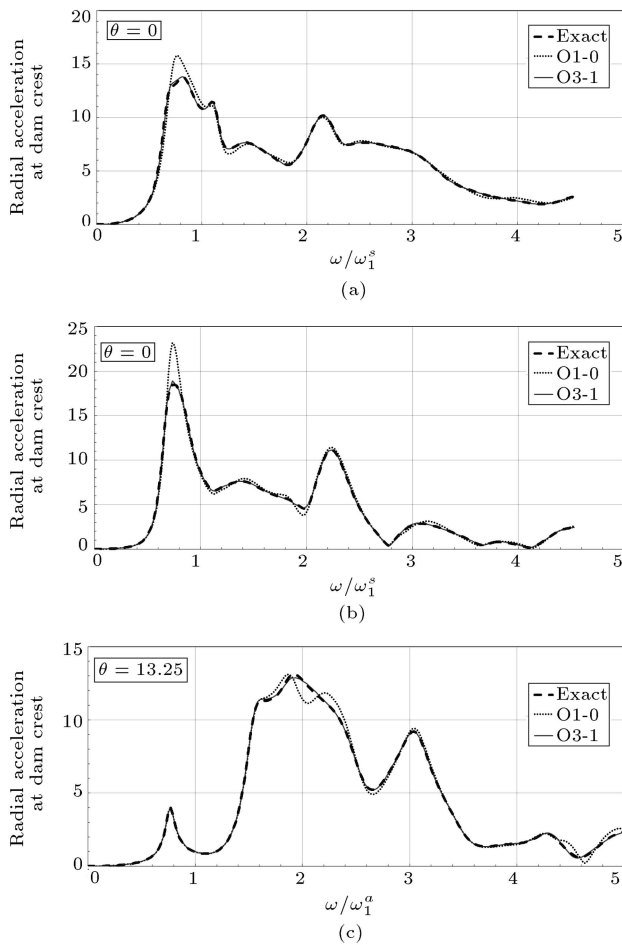 20
θ = 0
Exact
O1-0
O3-1
15
10
5
0
0 1 2 3 4 5
Radial acceleration
at dam crest
ω/ω₁ˢ
(a)
25
θ = 0
Exact
O1-0
O3-1
20
15
10
5
0
0 1 2 3 4 5
Radial acceleration
at dam crest
ω/ω₁ˢ
(b)
15
θ = 13.25
Exact
O1-0
O3-1
10
5
0
0 1 2 3 4 5
Radial acceleration
at dam crest
ω/ω₁ᵃ
(c)